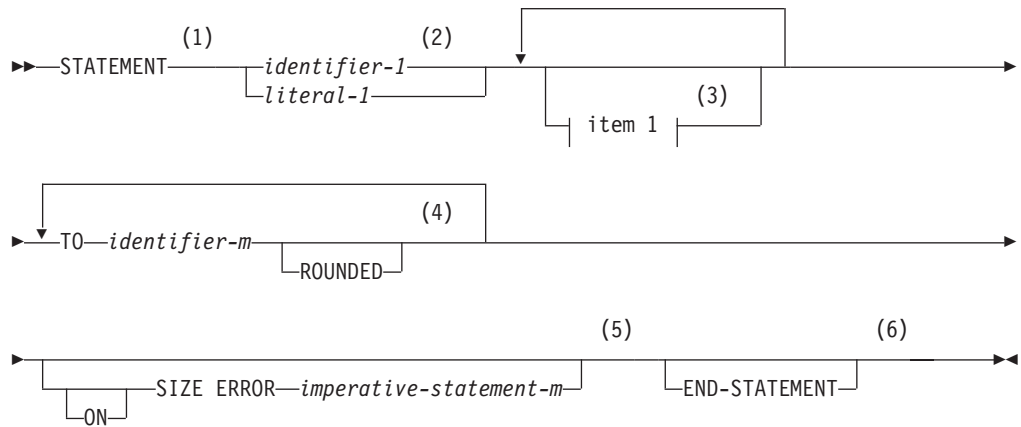 (1) (2)
STATEMENT identifier-1
literal-1
(3)
item 1
(4)
TO identifier-m
ROUNDED
(5) (6)
SIZE ERROR imperative-statement-m END-STATEMENT
ON